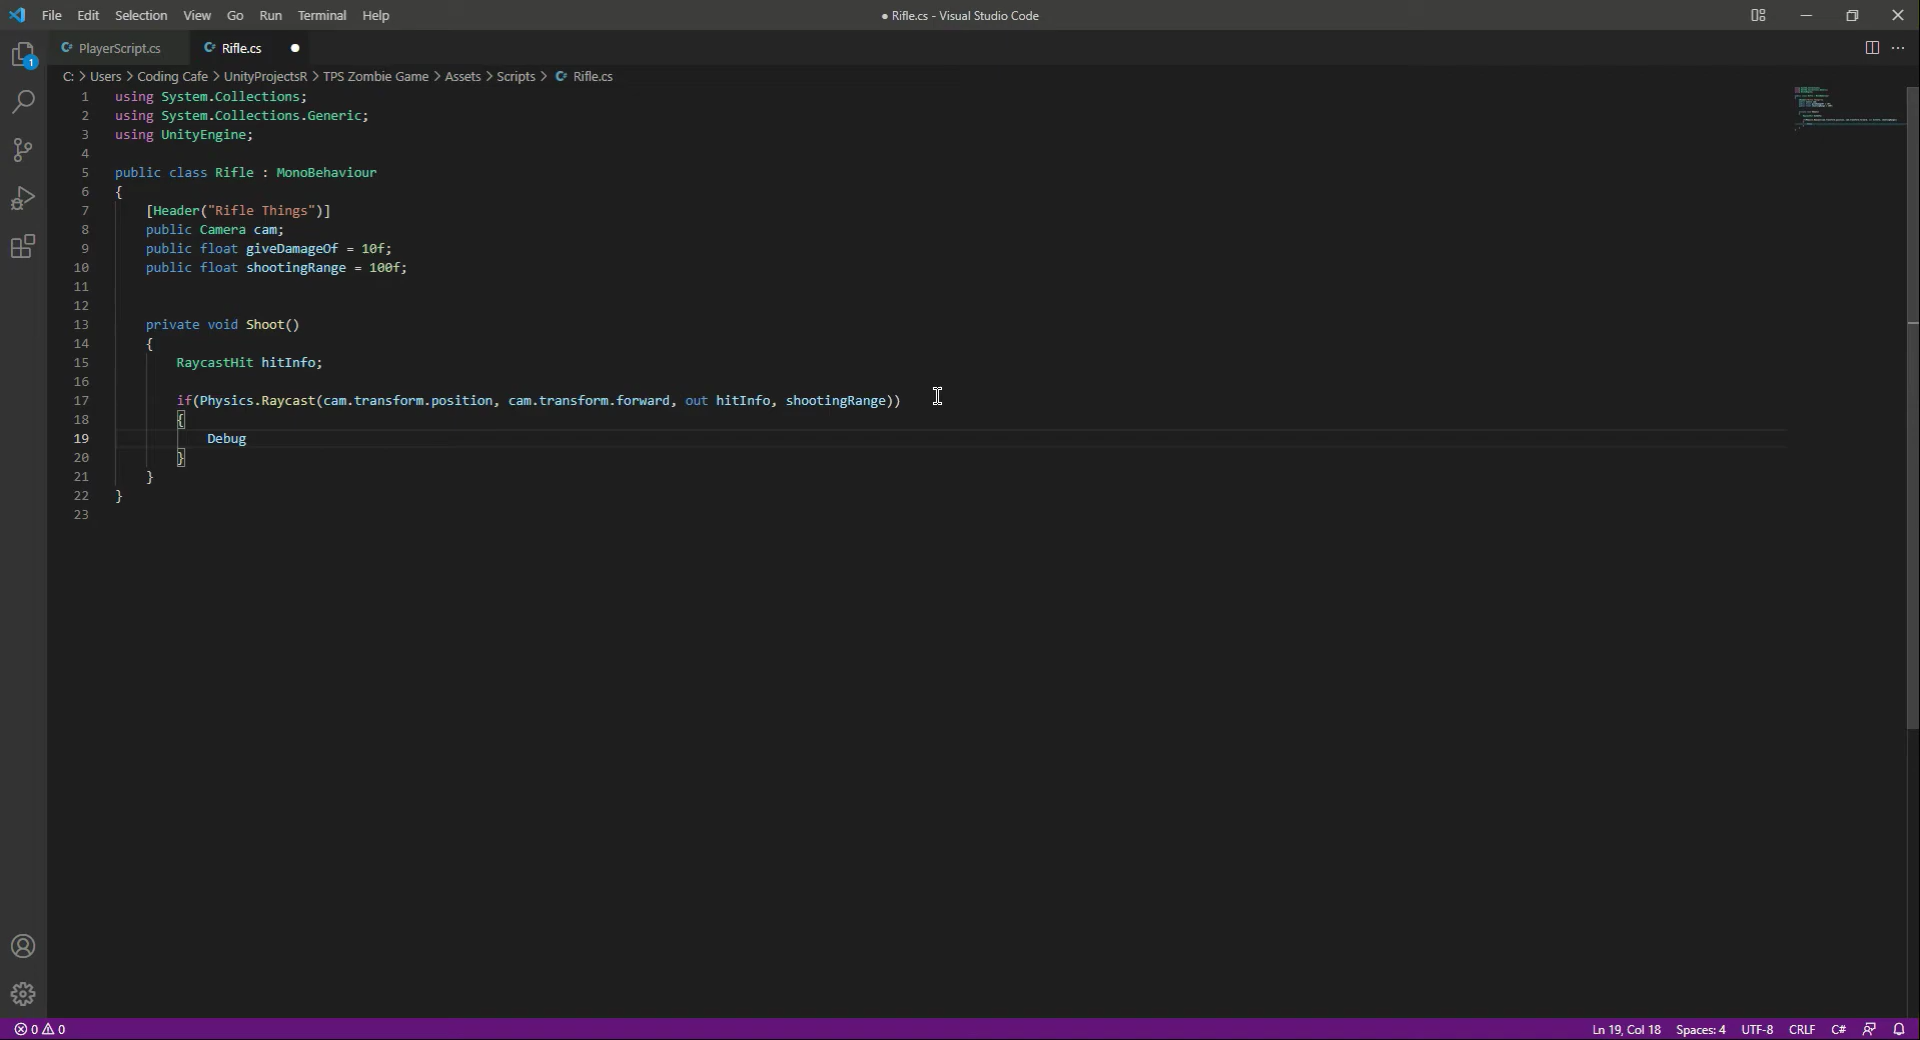 File Edit Selection View Go Run Terminal Help
● Rifle.cs - Visual Studio Code
PlayerScript.cs
Rifle.cs
C: > Users > Coding Cafe > UnityProjectsR > TPS Zombie Game > Assets > Scripts > Rifle.cs
1 using System.Collections;
2 using System.Collections.Generic;
3 using UnityEngine;
4
5 public class Rifle : MonoBehaviour
6 {
7 [Header("Rifle Things")]
8 public Camera cam;
9 public float giveDamageOf = 10f;
10 public float shootingRange = 100f;
11
12
13 private void Shoot()
14 {
15 RaycastHit hitInfo;
16
17 if(Physics.Raycast(cam.transform.position, cam.transform.forward, out hitInfo, shootingRange))
18 {
19 Debug
20 }
21 }
22 }
23
1
0 0
Ln 19, Col 18 Spaces: 4 UTF-8 CRLF C#